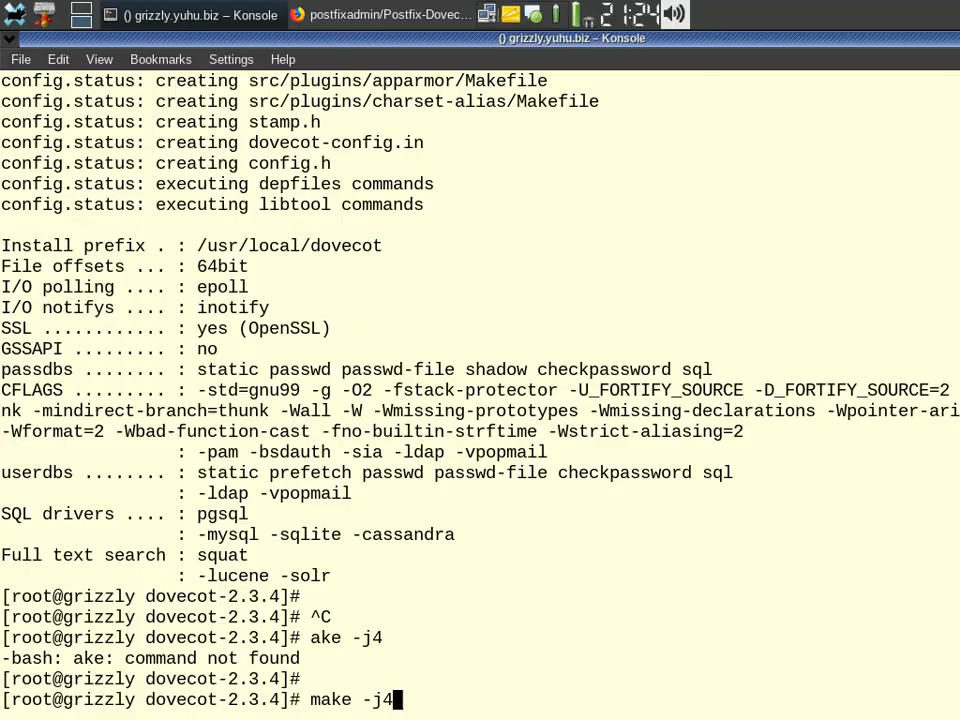 () grizzly.yuhu.biz – Konsole
postfixadmin/Postfix-Dovec...
2 1:24
() grizzly.yuhu.biz – Konsole
File Edit View Bookmarks Settings Help
config.status: creating src/plugins/apparmor/Makefile
config.status: creating src/plugins/charset-alias/Makefile
config.status: creating stamp.h
config.status: creating dovecot-config.in
config.status: creating config.h
config.status: executing depfiles commands
config.status: executing libtool commands
Install prefix . : /usr/local/dovecot
File offsets ... : 64bit
I/O polling .... : epoll
I/O notifys .... : inotify
SSL ............ : yes (OpenSSL)
GSSAPI ......... : no
passdbs ........ : static passwd passwd-file shadow checkpassword sql
CFLAGS ......... : -std=gnu99 -g -O2 -fstack-protector -U_FORTIFY_SOURCE -D_FORTIFY_SOURCE=2
nk -mindirect-branch=thunk -Wall -W -Wmissing-prototypes -Wmissing-declarations -Wpointer-ari
-Wformat=2 -Wbad-function-cast -fno-builtin-strftime -Wstrict-aliasing=2
: -pam -bsdauth -sia -ldap -vpopmail
userdbs ........ : static prefetch passwd passwd-file checkpassword sql
: -ldap -vpopmail
SQL drivers .... : pgsql
: -mysql -sqlite -cassandra
Full text search : squat
: -lucene -solr
[root@grizzly dovecot-2.3.4]#
[root@grizzly dovecot-2.3.4]# ^C
[root@grizzly dovecot-2.3.4]# ake -j4
-bash: ake: command not found
[root@grizzly dovecot-2.3.4]#
[root@grizzly dovecot-2.3.4]# make -j4